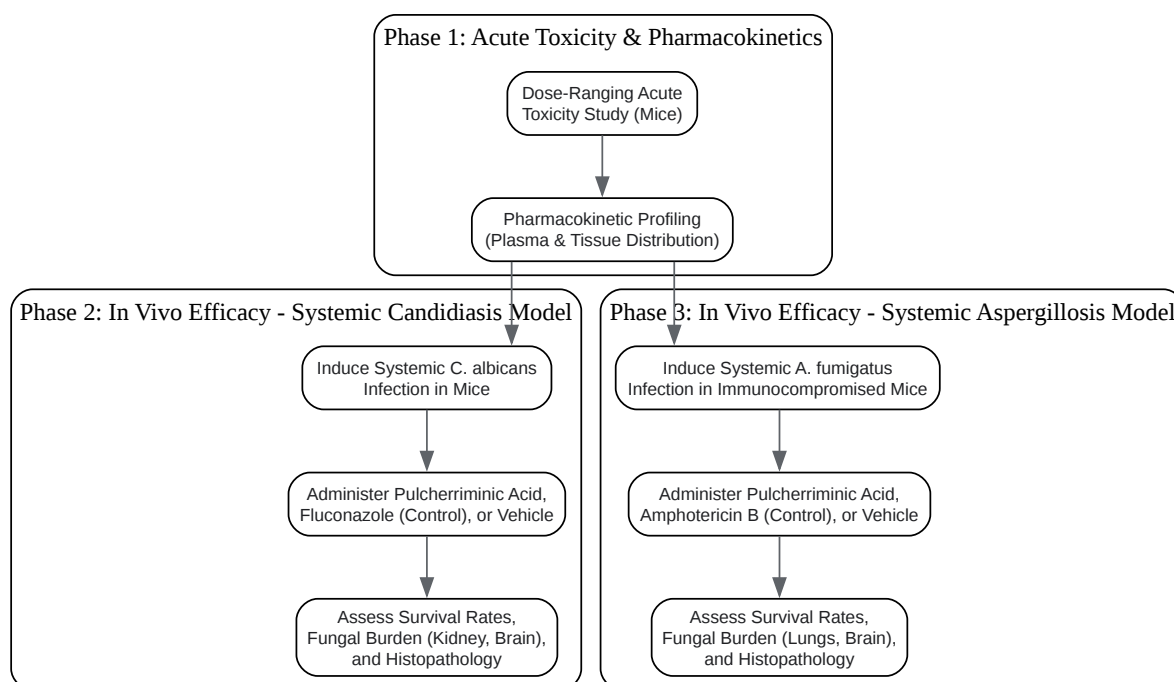 Phase 1: Acute Toxicity & Pharmacokinetics
Dose-Ranging Acute
Toxicity Study (Mice)
Pharmacokinetic Profiling
(Plasma & Tissue Distribution)
Phase 2: In Vivo Efficacy - Systemic Candidiasis Model
Induce Systemic C. albicans
Infection in Mice
Administer Pulcherriminic Acid,
Fluconazole (Control), or Vehicle
Assess Survival Rates,
Fungal Burden (Kidney, Brain),
and Histopathology
Phase 3: In Vivo Efficacy - Systemic Aspergillosis Model
Induce Systemic A. fumigatus
Infection in Immunocompromised Mice
Administer Pulcherriminic Acid,
Amphotericin B (Control), or Vehicle
Assess Survival Rates,
Fungal Burden (Lungs, Brain),
and Histopathology